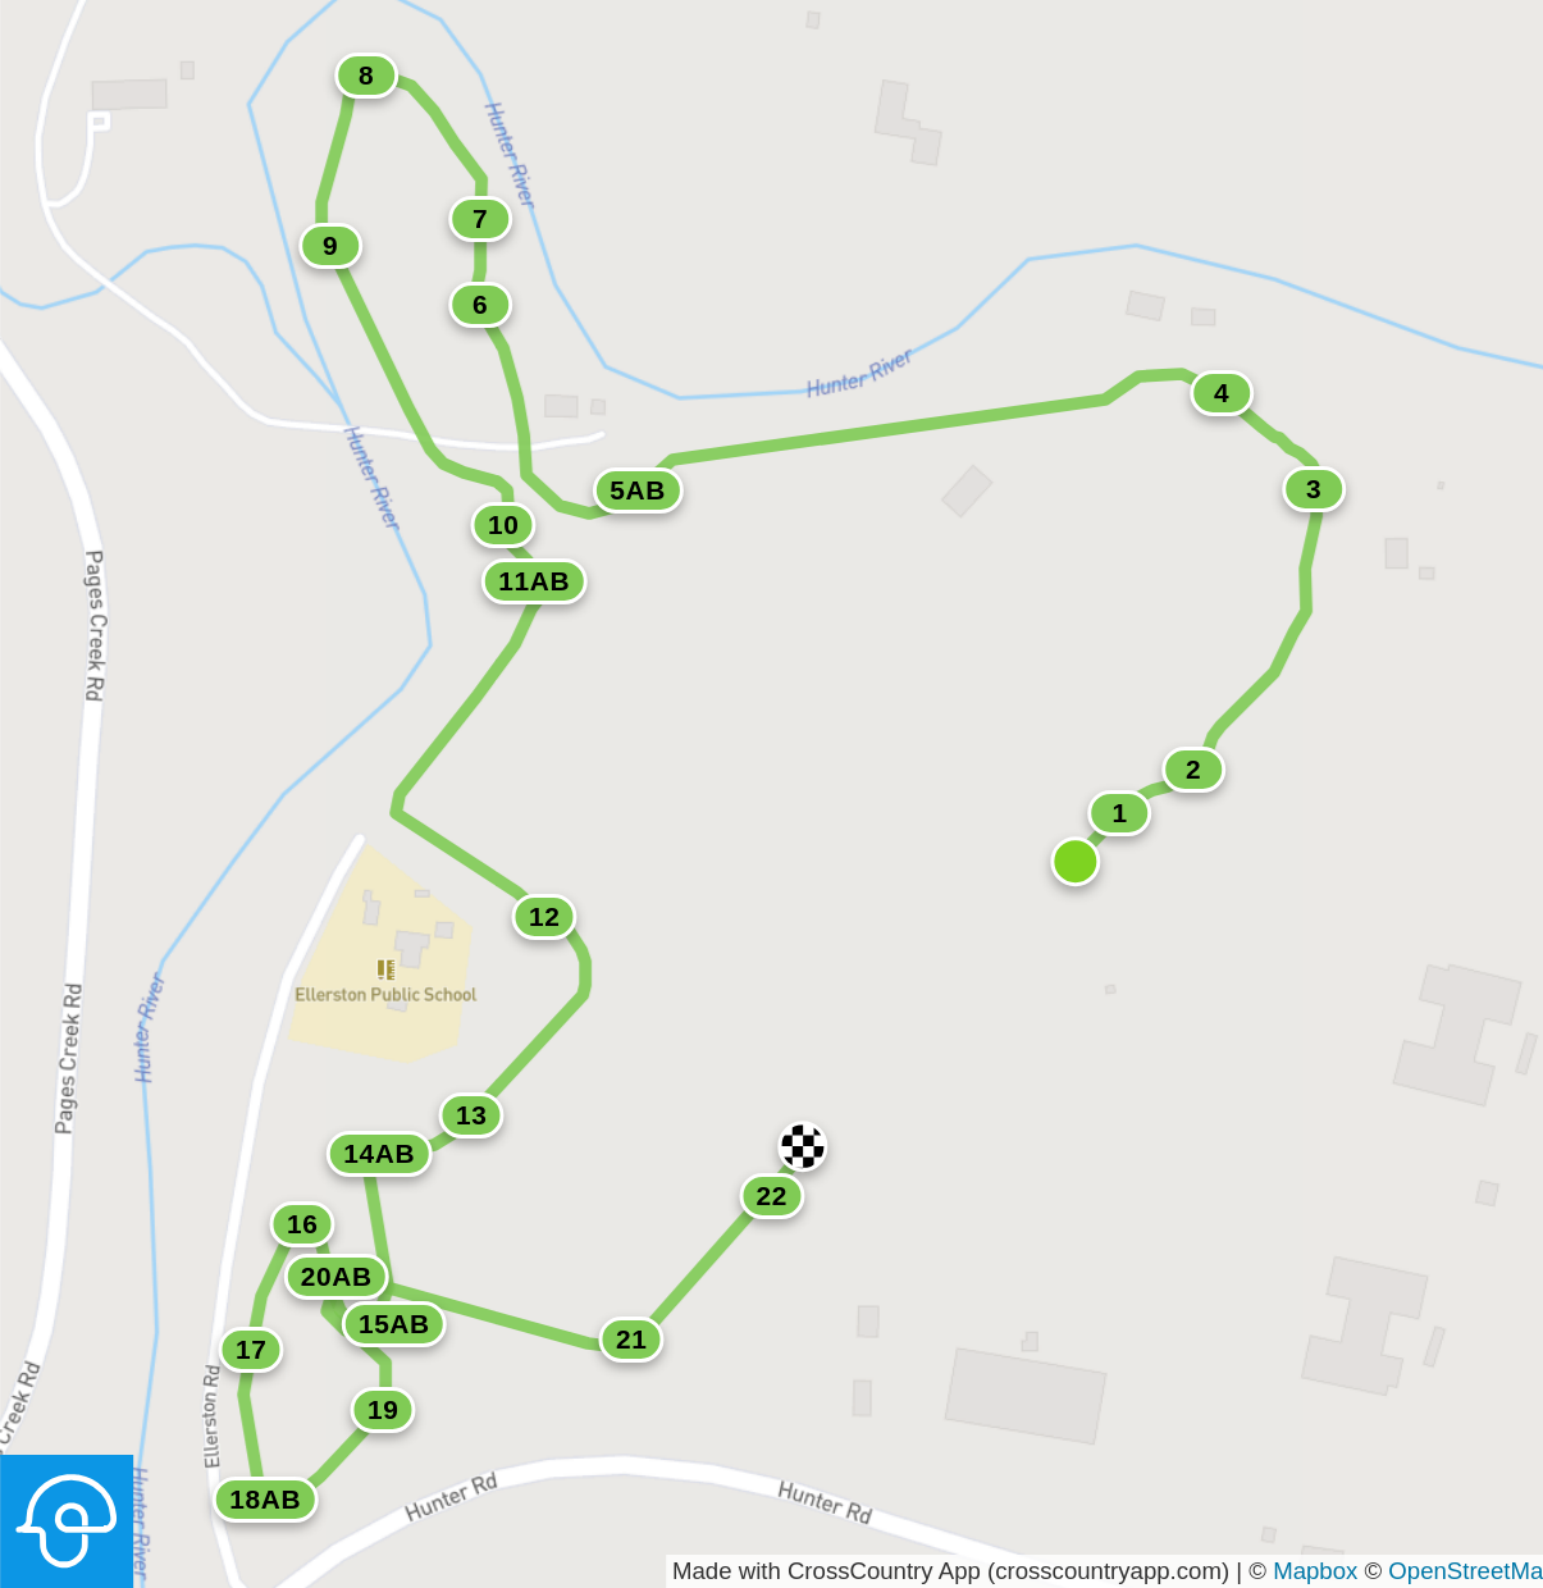 8
Hunter River
7
9
6
Hunter River
4
5AB
3
Hunter River
10
11AB
Pages Creek Rd
2
1
12
Ellerston Public School
Hunter River
Pages Creek Rd
13
14AB
22
16
20AB
15AB
21
17
Creek Rd
Ellerston Rd
19
18AB
Hunter Rd
Hunter Rd
Hunter River
Made with CrossCountry App (crosscountryapp.com) | © Mapbox © OpenStreetMa